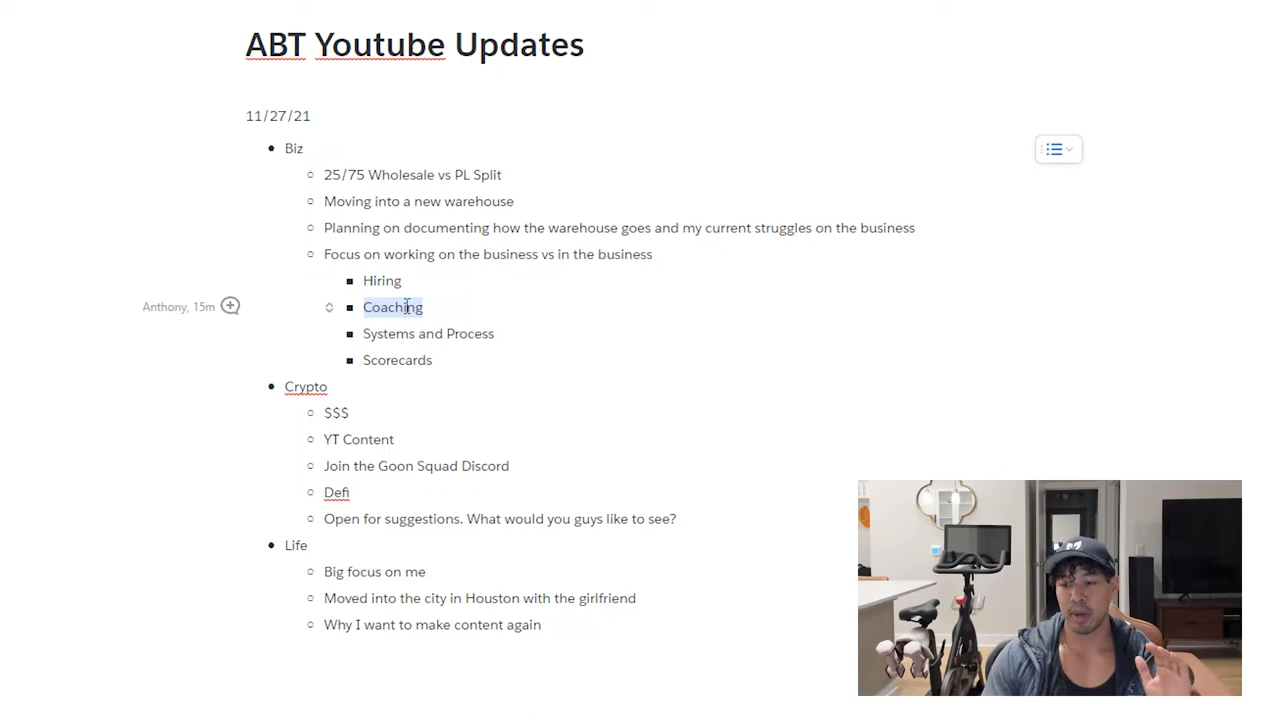 ABT Youtube Updates
11/27/21
Biz
25/75 Wholesale vs PL Split
Moving into a new warehouse
Planning on documenting how the warehouse goes and my current struggles on the business
Focus on working on the business vs in the business
Hiring
Anthony, 15m
Coaching
Systems and Process
Scorecards
Crypto
$$$
YT Content
Join the Goon Squad Discord
Defi
Open for suggestions. What would you guys like to see?
Life
Big focus on me
Moved into the city in Houston with the girlfriend
Why I want to make content again